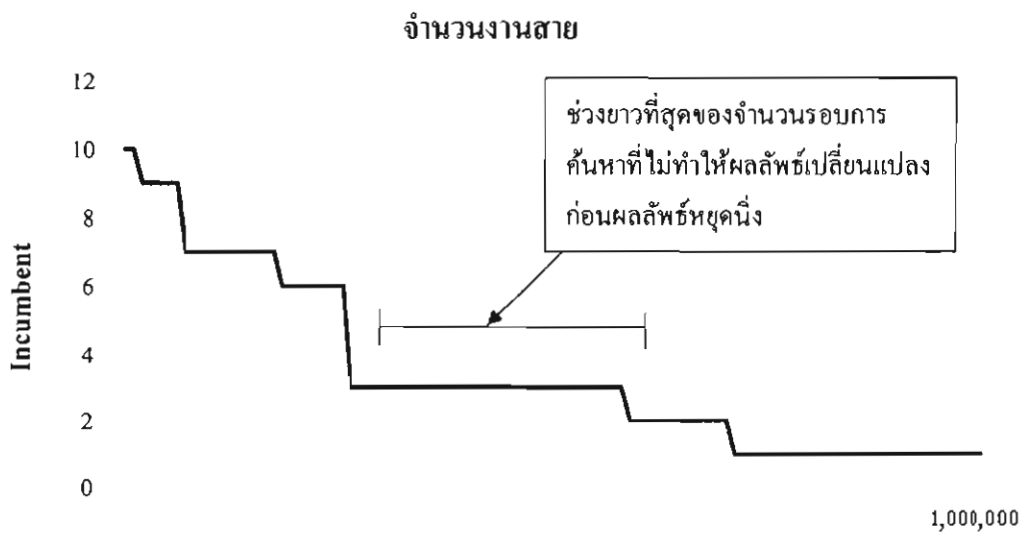 จำนวนงานสาย
12
ช่วงยาวที่สุดของจำนวนรอบการ
ค้นหาที่ไม่ทำให้ผลลัพธ์เปลี่ยนแปลง
ก่อนผลลัพธ์หยุดนิ่ง
10
8
6
4
2
0
Incumbent
1,000,000